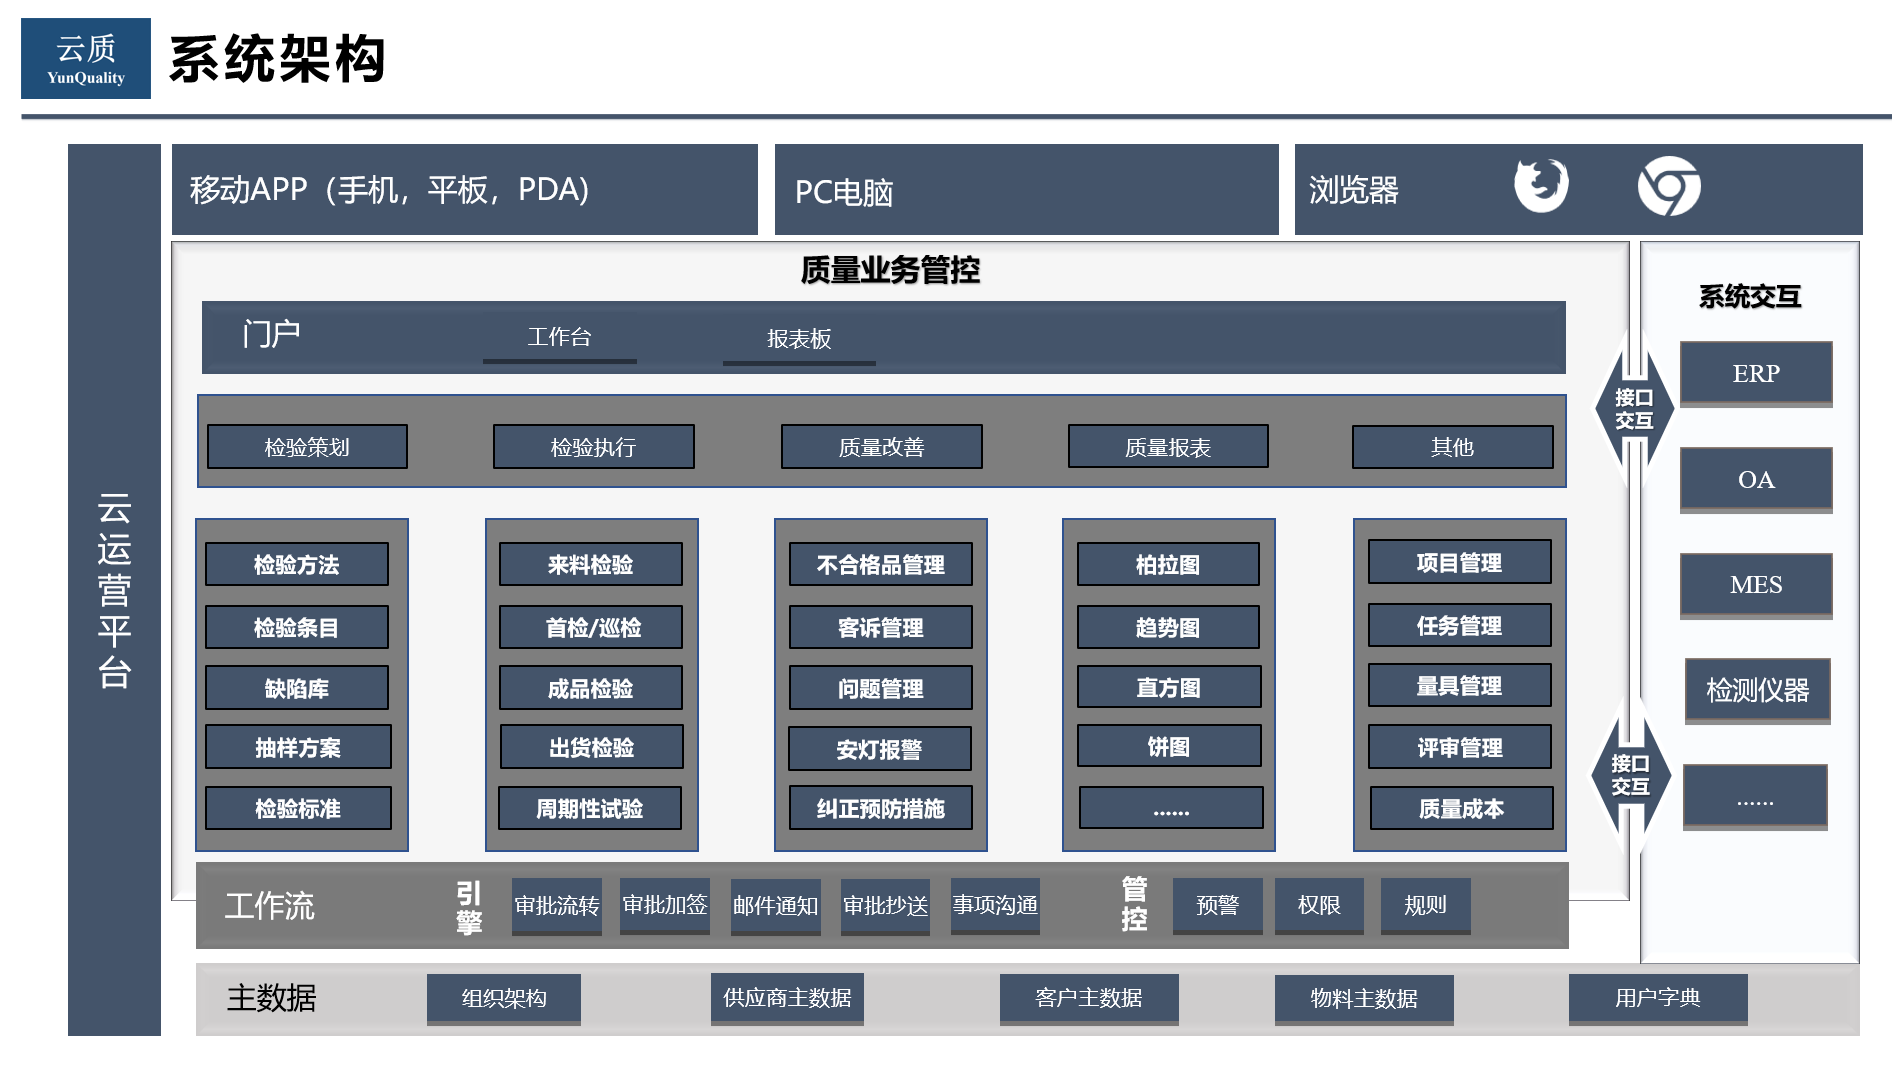 云质
YunQuality
系统架构
云运营平台
移动APP（手机，平板，PDA）
PC电脑
浏览器
质量业务管控
门户
工作台
报表板
检验策划
检验执行
质量改善
质量报表
其他
检验方法
检验条目
缺陷库
抽样方案
检验标准
来料检验
首检/巡检
成品检验
出货检验
周期性试验
不合格品管理
客诉管理
问题管理
安灯报警
纠正预防措施
柏拉图
趋势图
直方图
饼图
......
项目管理
任务管理
量具管理
评审管理
质量成本
接口
交互
接口
交互
系统交互
ERP
OA
MES
检测仪器
......
工作流
引擎
审批流转
审批加签
邮件通知
审批抄送
事项沟通
管控
预警
权限
规则
主数据
组织架构
供应商主数据
客户主数据
物料主数据
用户字典